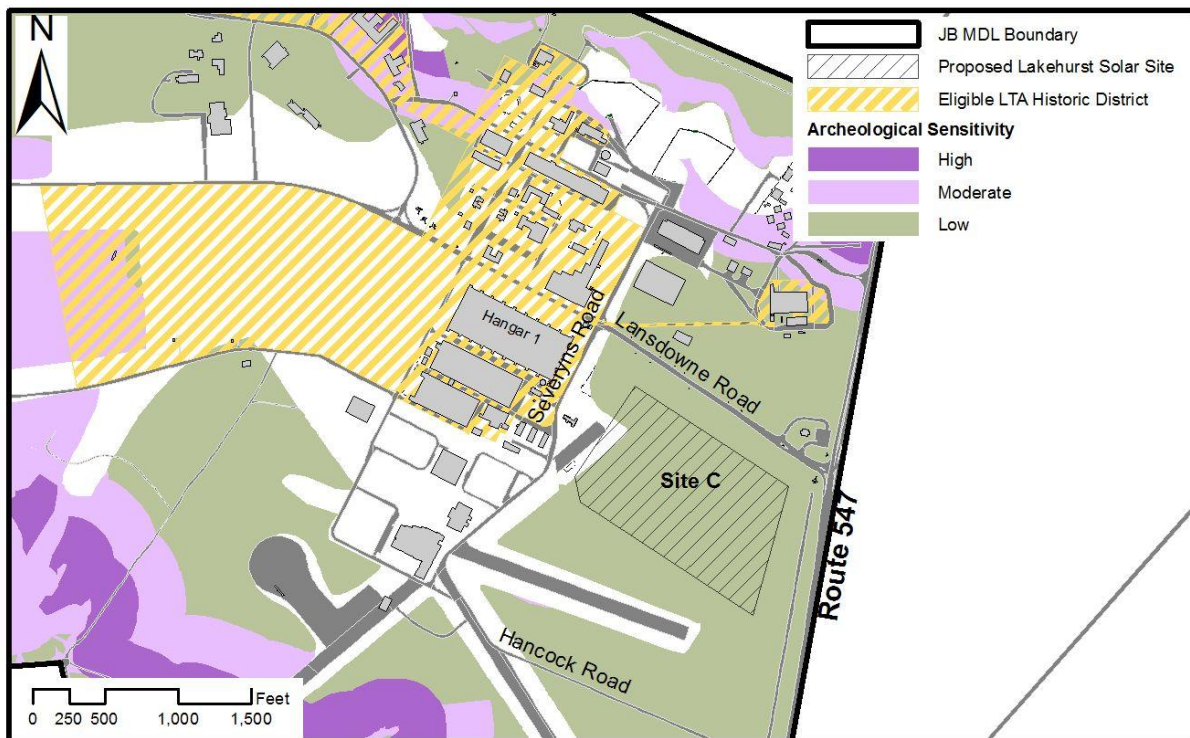 N
JB MDL Boundary
Proposed Lakehurst Solar Site
Eligible LTA Historic District
Archeological Sensitivity
High
Moderate
Low
Hangar 1
Severyns Road
Lansdowne Road
Site C
Route 547
Hancock Road
Feet
0 250 500 1,000 1,500